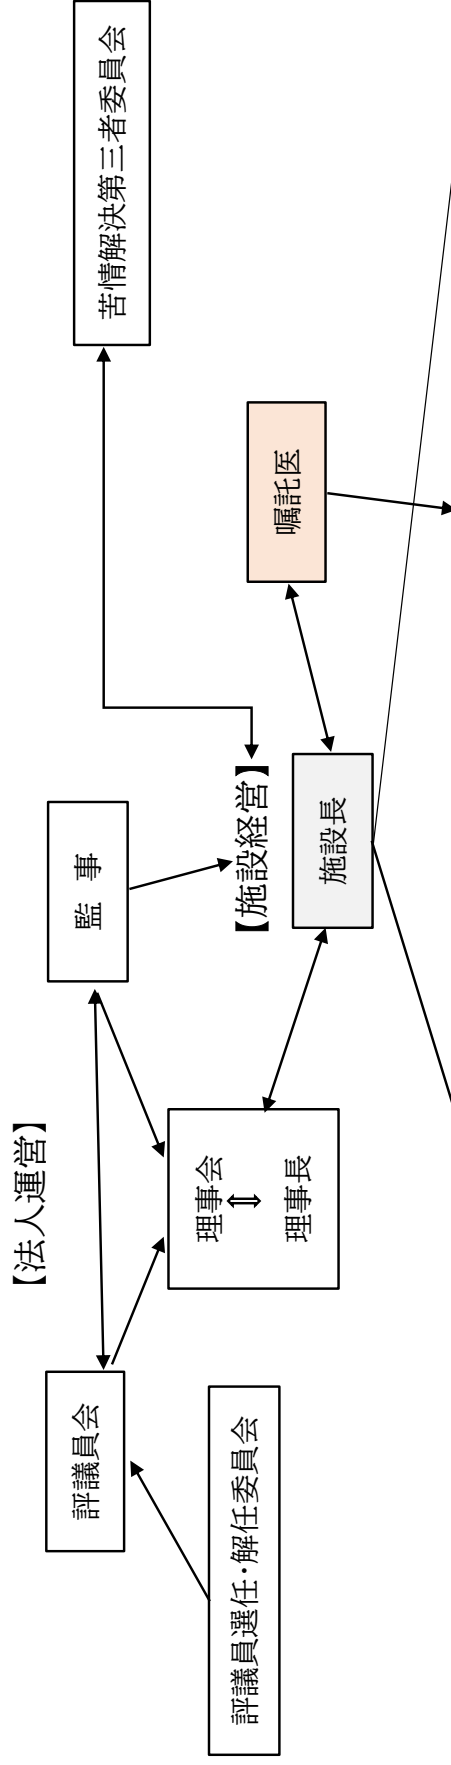 【法人運営】
評議員会
監　事
苦情解決第三者委員会
評議員選任・解任委員会
理事会
⇕
理事長
【施設経営】
施設長
嘱託医